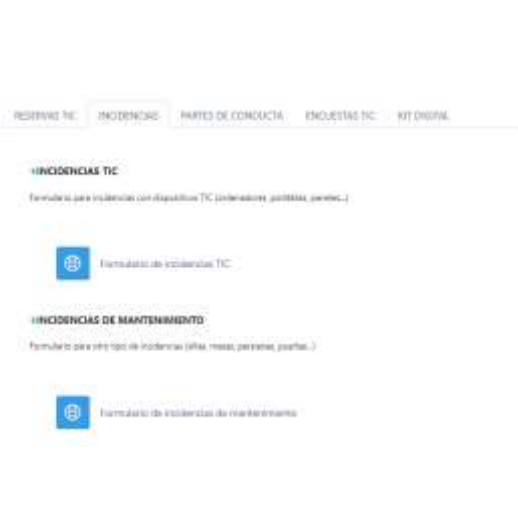 RESERVAS TIC INCIDENCIAS PARTES DE CONDUCTA ENCUESTAS TIC KIT DIGITAL
INCIDENCIAS TIC
Formulario para incidencias con dispositivos TIC (ordenadores, portátiles, paneles...)
Formulario de incidencias TIC
INCIDENCIAS DE MANTENIMIENTO
Formulario para otro tipo de incidencias (sillas, mesas, persianas, puertas...)
Formulario de incidencias de mantenimiento